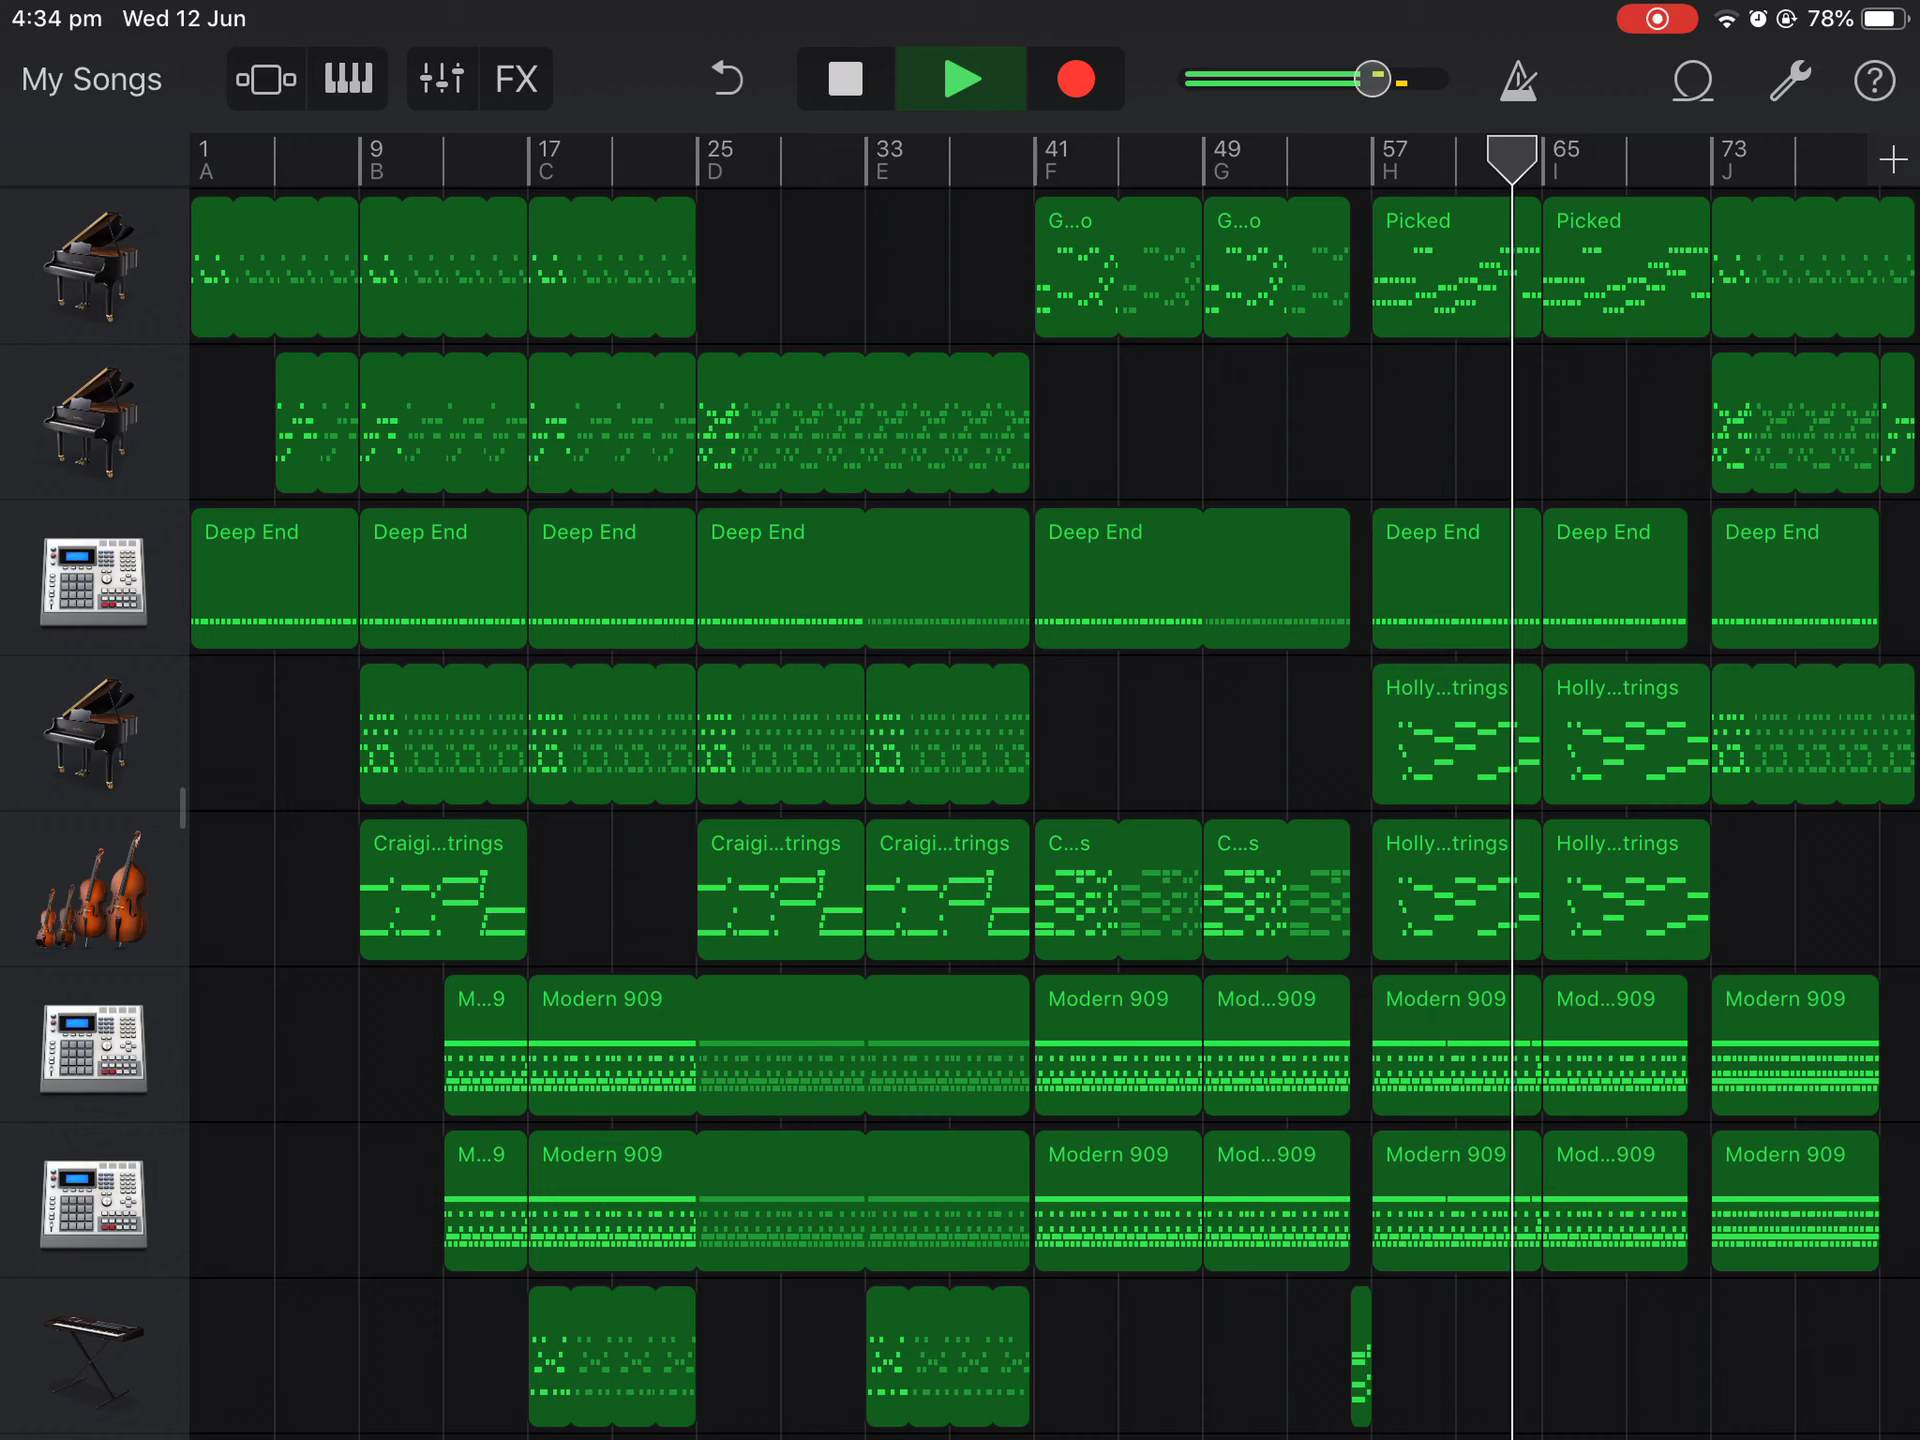 4:34 pm Wed 12 Jun 78%
My Songs FX ?
1 9 17 25 33 41 49 57 65 73 +
A B C D E F G H I J
G...o G...o Picked Picked
Deep End Deep End Deep End Deep End Deep End Deep End Deep End Deep End
Holly...trings Holly...trings
Craigi...trings Craigi...trings Craigi...trings C...s C...s Holly...trings Holly...trings
M...9 Modern 909 Modern 909 Mod...909 Modern 909 Mod...909 Modern 909
M...9 Modern 909 Modern 909 Mod...909 Modern 909 Mod...909 Modern 909